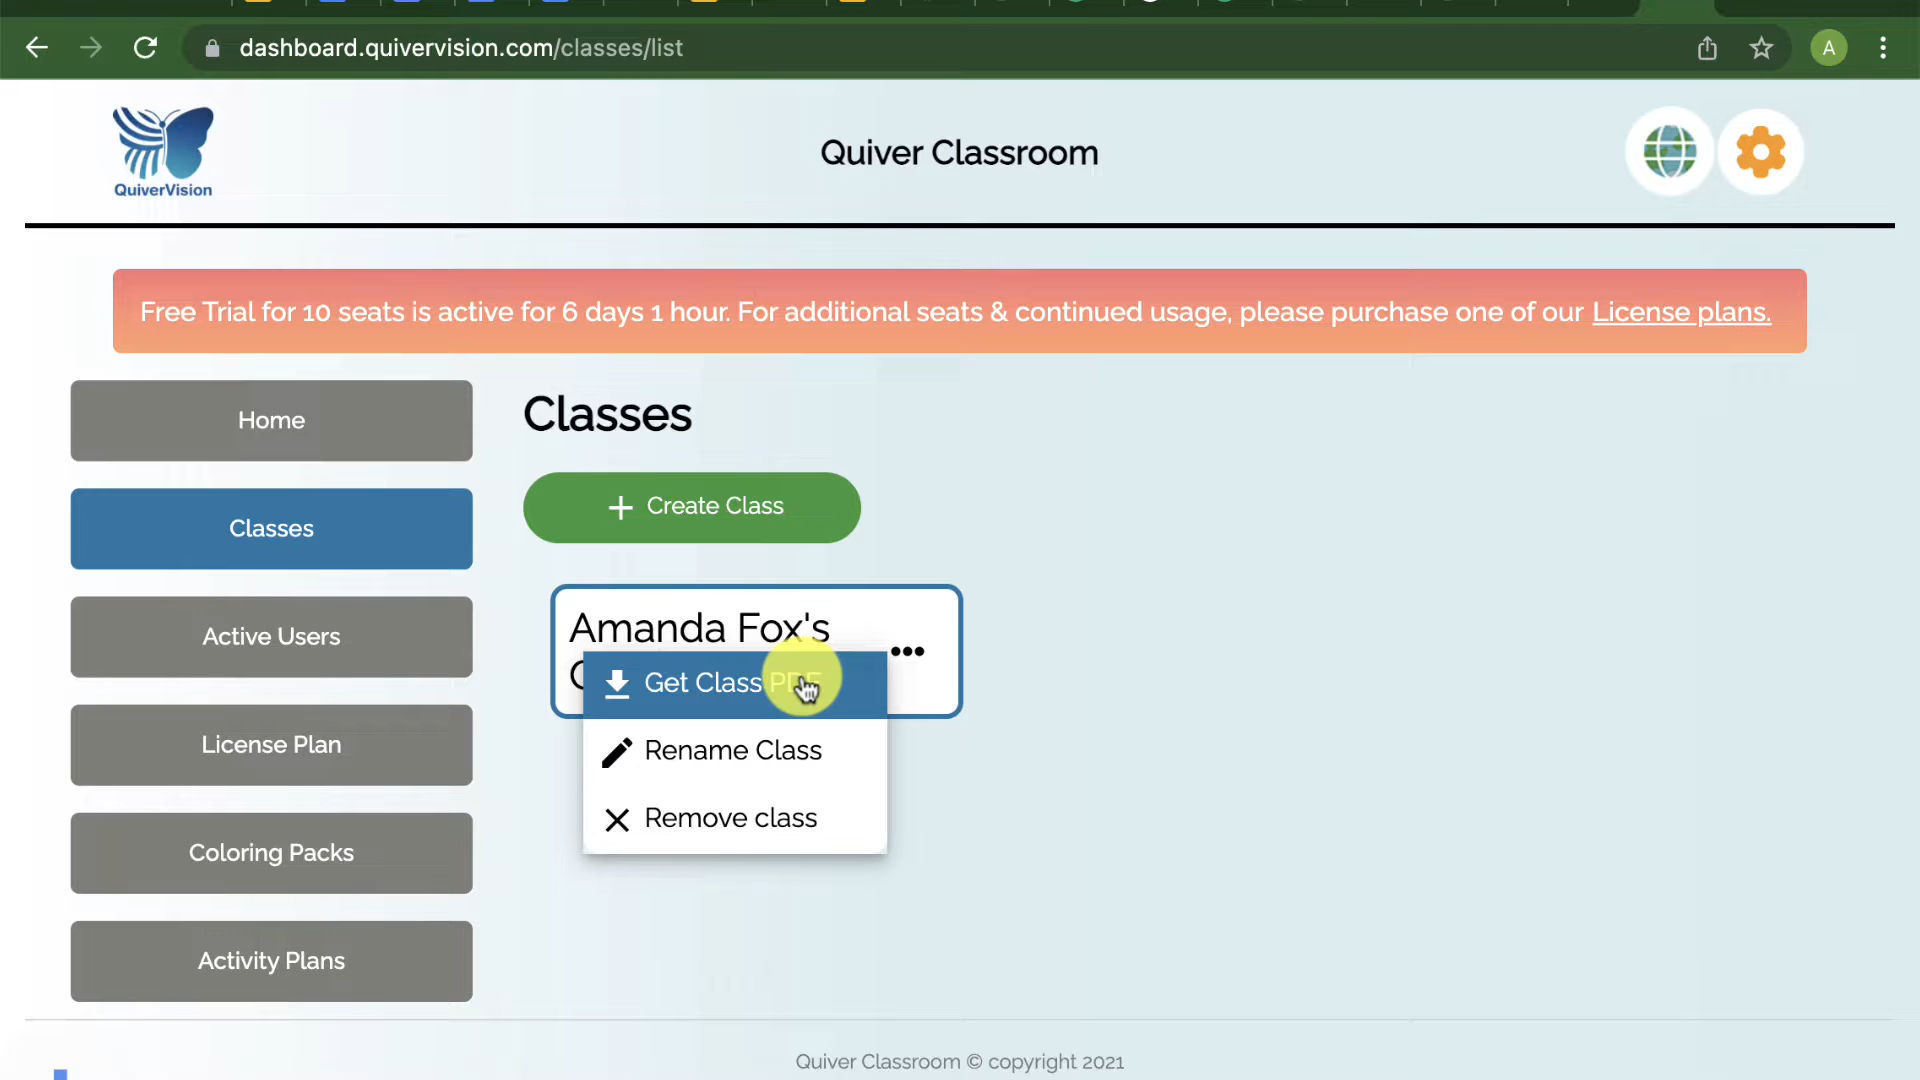 dashboard.quivervision.com/classes/list
A
QuiverVision
Quiver Classroom
Free Trial for 10 seats is active for 6 days 1 hour. For additional seats & continued usage, please purchase one of our License plans.
Home
Classes
Active Users
License Plan
Coloring Packs
Activity Plans
Classes
+ Create Class
Amanda Fox's
Get Class PDF
Rename Class
Remove class
Quiver Classroom © copyright 2021